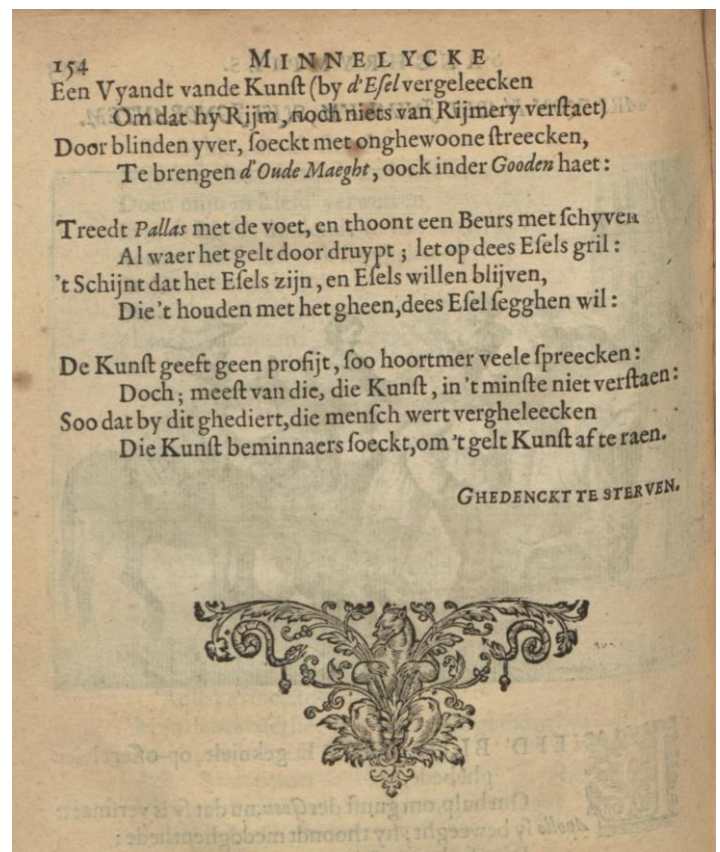 154 MINNELYCKE
Een Vyandt vande Kunſt (by d'Eſel vergeleecken
Om dat hy Rijm, noch niets van Rijmery verſtaet)
Door blinden yver, ſoeckt met onghewoone ſtreecken,
Te brengen d'Oude Maeght, oock inder Gooden haet:
Treedt Pallas met de voet, en thoont een Beurs met ſchyven
Al waer het gelt door druypt; let op dees Eſels gril:
't Schijnt dat het Eſels zijn, en Eſels willen blijven,
Die't houden met het gheen, dees Eſel ſegghen wil:
De Kunſt geeft geen profijt, ſoo hoortmer veele ſpreecken:
Doch; meeſt van die, die Kunſt, in't minſte niet verſtaen:
Soo dat by dit ghediert, die menſch wert vergheleecken
Die Kunſt beminnaers ſoeckt, om 't gelt Kunſt af te raen.
GHEDENCKT TE STERVEN.